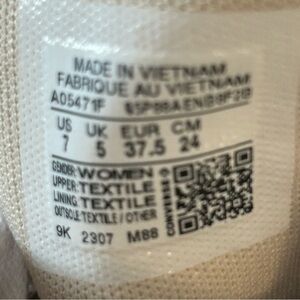 MADE IN VIETNAM
FABRIQUE AU VIETNAM
A05471F
US UK EUR CM
7 5 37.5 24
GENDER: WOMEN
UPPER: TEXTILE
LINING: TEXTILE
OUTSOLE: TEXTILE / OTHER
CONVERSE
9K 2307 M88